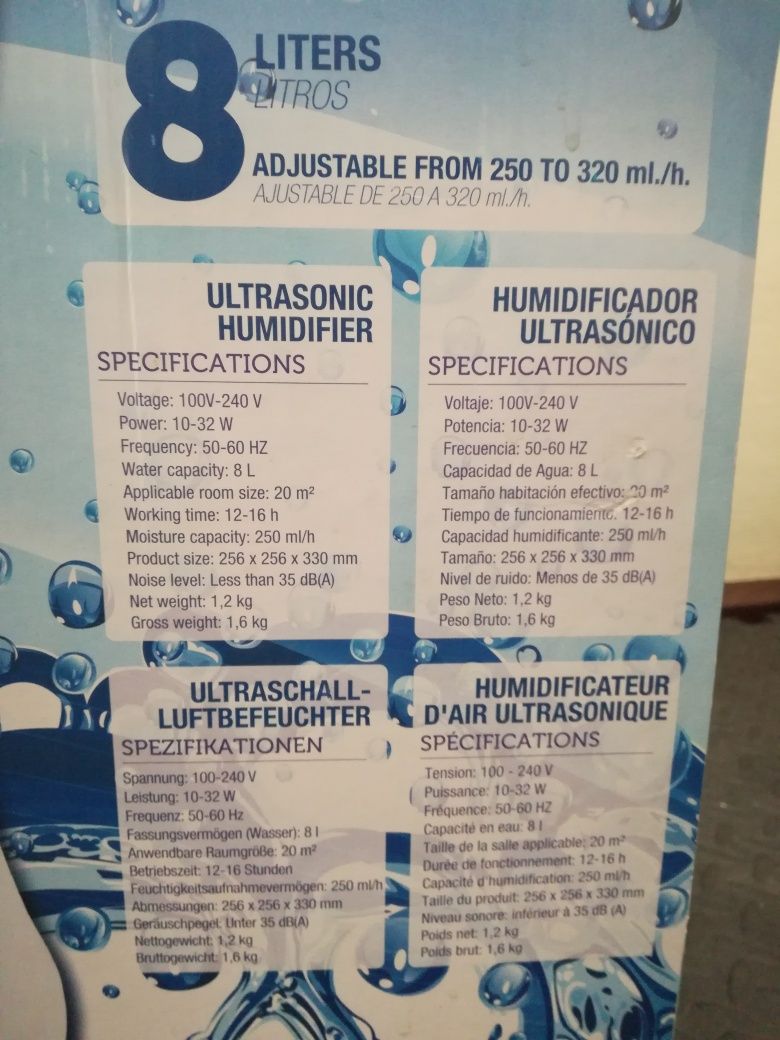 8 LITERS
LITROS
ADJUSTABLE FROM 250 TO 320 ml./h.
AJUSTABLE DE 250 A 320 ml./h.
ULTRASONIC
HUMIDIFIER
SPECIFICATIONS
Voltage: 100V-240 V
Power: 10-32 W
Frequency: 50-60 HZ
Water capacity: 8 L
Applicable room size: 20 m²
Working time: 12-16 h
Moisture capacity: 250 ml/h
Product size: 256 x 256 x 330 mm
Noise level: Less than 35 dB(A)
Net weight: 1,2 kg
Gross weight: 1,6 kg
HUMIDIFICADOR
ULTRASÓNICO
SPECIFICATIONS
Voltaje: 100V-240 V
Potencia: 10-32 W
Frecuencia: 50-60 HZ
Capacidad de Agua: 8 L
Tamaño habitación efectivo: 20 m²
Tiempo de funcionamiento: 12-16 h
Capacidad humidificante: 250 ml/h
Tamaño: 256 x 256 x 330 mm
Nivel de ruido: Menos de 35 dB(A)
Peso Neto: 1,2 kg
Peso Bruto: 1,6 kg
ULTRASCHALL-
LUFTBEFEUCHTER
SPEZIFIKATIONEN
Spannung: 100-240 V
Leistung: 10-32 W
Frequenz: 50-60 Hz
Fassungsvermögen (Wasser): 8 l
Anwendbare Raumgröße: 20 m²
Betriebszeit: 12-16 Stunden
Feuchtigkeitsaufnahmevermögen: 250 ml/h
Abmessungen: 256 x 256 x 330 mm
Geräuschpegel: Unter 35 dB(A)
Nettogewicht: 1,2 kg
Bruttogewicht: 1,6 kg
HUMIDIFICATEUR
D'AIR ULTRASONIQUE
SPÉCIFICATIONS
Tension: 100 - 240 V
Puissance: 10-32 W
Fréquence: 50-60 HZ
Capacité en eau: 8 l
Taille de la salle applicable: 20 m²
Durée de fonctionnement: 12-16 h
Capacité d'humidification: 250 ml/h
Taille du produit: 256 x 256 x 330 mm
Niveau sonore: inférieur à 35 dB (A)
Poids net: 1,2 kg
Poids brut: 1,6 kg